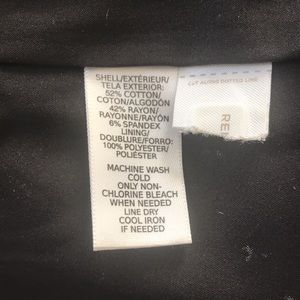 SHELL/EXTÉRIEUR/
TELA EXTERIOR:
52% COTTON/
COTON/ALGODÓN
42% RAYON/
RAYONNE/RAYÓN
6% SPANDEX
LINING/
DOUBLURE/FORRO:
100% POLYESTER/
POLIÉSTER
MACHINE WASH
COLD
ONLY NON-
CHLORINE BLEACH
WHEN NEEDED
LINE DRY
COOL IRON
IF NEEDED
CUT ALONG DOTTED LINE
RE